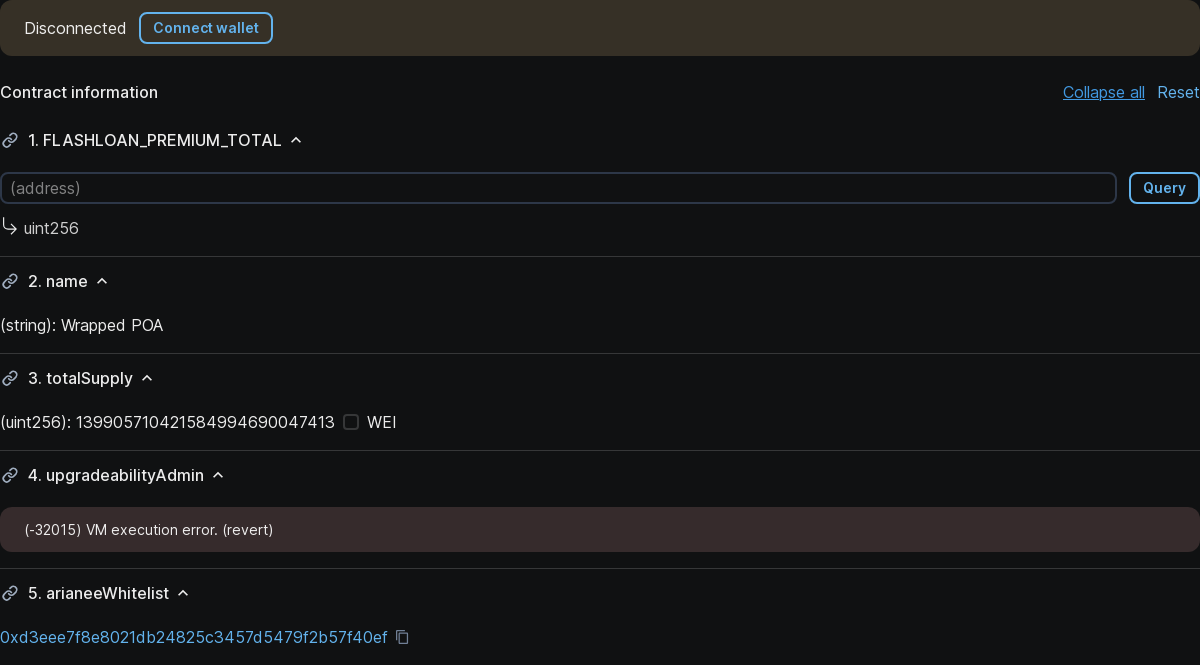 Disconnected Connect wallet
Contract information Collapse all Reset
1. FLASHLOAN_PREMIUM_TOTAL
(address) Query
uint256
2. name
(string): Wrapped POA
3. totalSupply
(uint256): 139905710421584994690047413 WEI
4. upgradeabilityAdmin
(-32015) VM execution error. (revert)
5. arianeeWhitelist
0xd3eee7f8e8021db24825c3457d5479f2b57f40ef